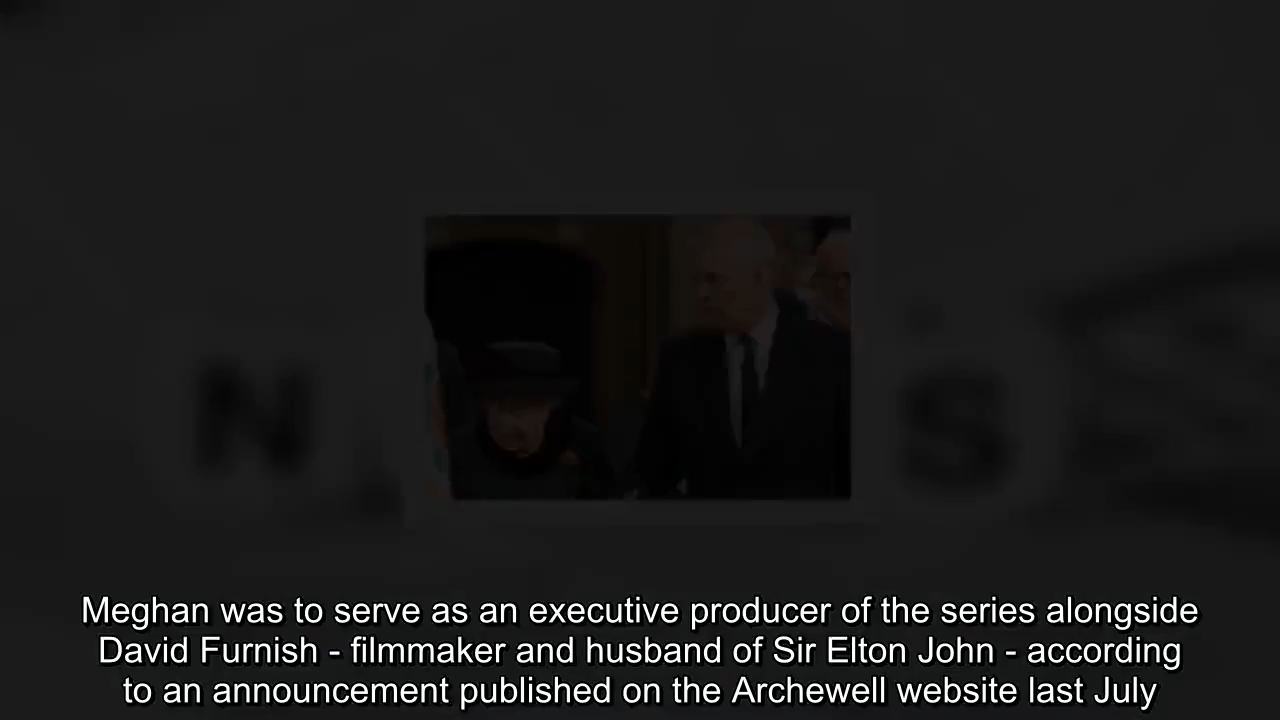 N S
Meghan was to serve as an executive producer of the series alongside
David Furnish - filmmaker and husband of Sir Elton John - according
to an announcement published on the Archewell website last July